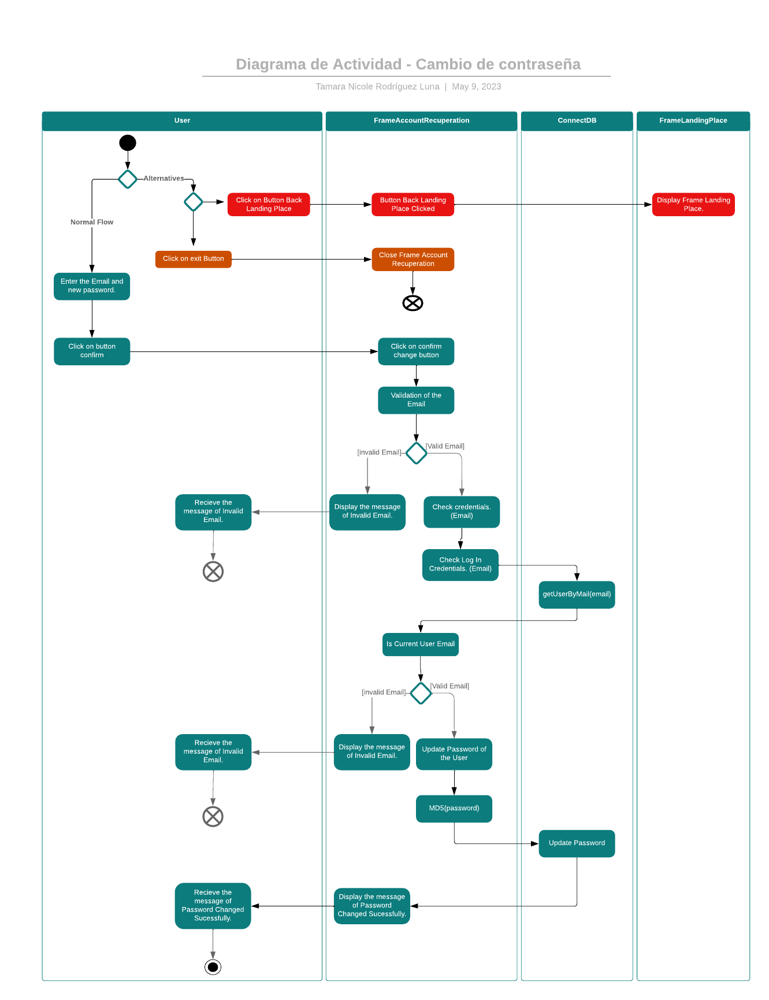 Diagrama de Actividad - Cambio de contraseña
Tamara Nicole Rodríguez Luna | May 9, 2023
User
FrameAccountRecuperation
ConnectDB
FrameLandingPlace
Alternatives
Click on Button Back
Landing Place
Button Back Landing
Place Clicked
Display Frame Landing
Place.
Normal Flow
Click on exit Button
Close Frame Account
Recuperation
Enter the Email and
new password.
Click on button
confirm
Click on confirm
change button
Validation of the
Email
[invalid Email]
[Valid Email]
Recieve the
message of Invalid
Email.
Display the message
of Invalid Email.
Check credentials.
(Email)
Check Log In
Credentials. (Email)
getUserByMail(email)
Is Current User Email
[invalid Email]
[Valid Email]
Recieve the
message of Invalid
Email.
Display the message
of Invalid Email.
Update Password of
the User
MD5(password)
Update Password
Recieve the
message of
Password Changed
Sucessfully.
Display the message
of Password
Changed Sucessfully.